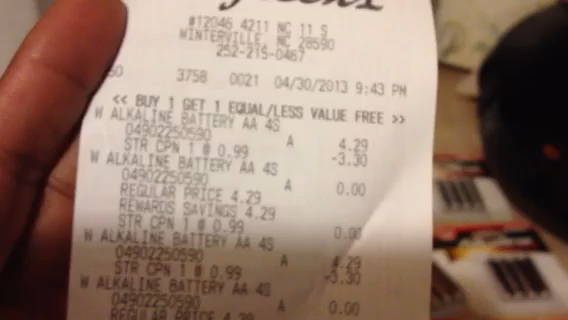 #12046 4211 NC 11 S
WINTERVILLE, NC 28590
252-215-0467
3758 0021 04/30/2013 9:43 PM
<< BUY 1 GET 1 EQUAL/LESS VALUE FREE >>
W ALKALINE BATTERY AA 4S
04902250590 A 4.29
STR CPN 1 @ 0.99 -3.30
W ALKALINE BATTERY AA 4S
04902250590 A 0.00
REGULAR PRICE 4.29
REWARDS SAVINGS 4.29
STR CPN 1 @ 0.99 0.00
W ALKALINE BATTERY AA 4S
04902250590 A 4.29
STR CPN 1 @ 0.99 -3.30
W ALKALINE BATTERY AA 4S
04902250590 A 0.00
REGULAR PRICE 4.29